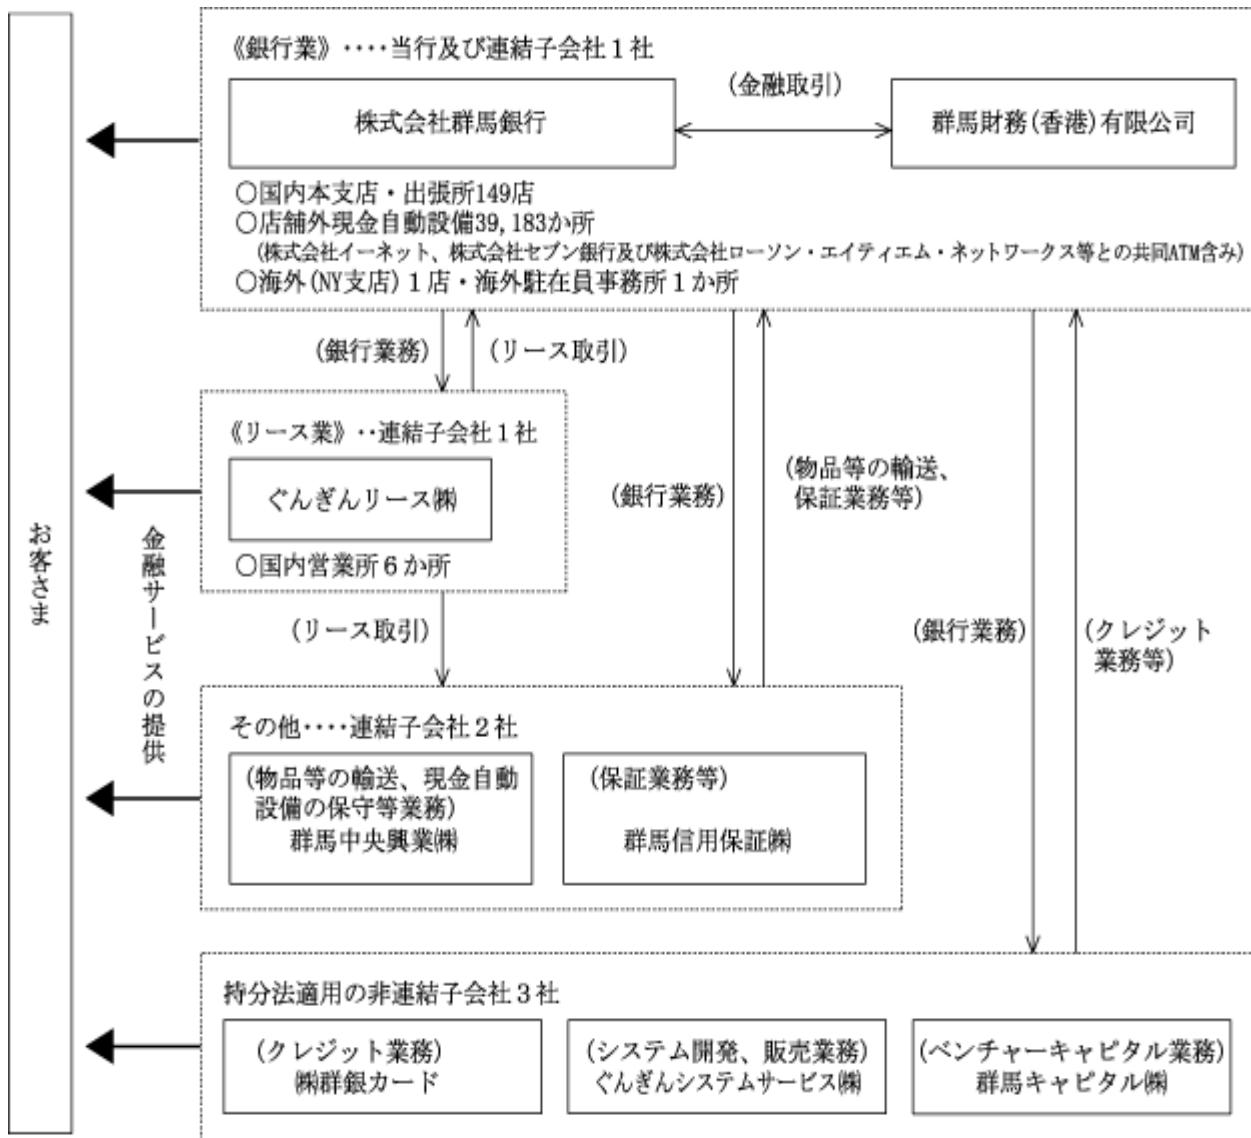 《銀行業》････当行及び連結子会社１社
(金融取引)
株式会社群馬銀行
群馬財務(香港)有限公司
○国内本支店・出張所149店
○店舗外現金自動設備39,183か所
(株式会社イーネット、株式会社セブン銀行及び株式会社ローソン・エイティエム・ネットワークス等との共同ATM含み)
○海外(NY支店)１店・海外駐在員事務所１か所
(銀行業務)
(リース取引)
《リース業》‥連結子会社１社
ぐんぎんリース㈱
○国内営業所６か所
(銀行業務)
(物品等の輸送、
保証業務等)
(リース取引)
(銀行業務)
(クレジット
業務等)
お客さま
金融サービスの提供
その他････連結子会社２社
(物品等の輸送、現金自動
設備の保守等業務)
群馬中央興業㈱
(保証業務等)
群馬信用保証㈱
持分法適用の非連結子会社３社
(クレジット業務)
㈱群銀カード
(システム開発、販売業務)
ぐんぎんシステムサービス㈱
(ベンチャーキャピタル業務)
群馬キャピタル㈱